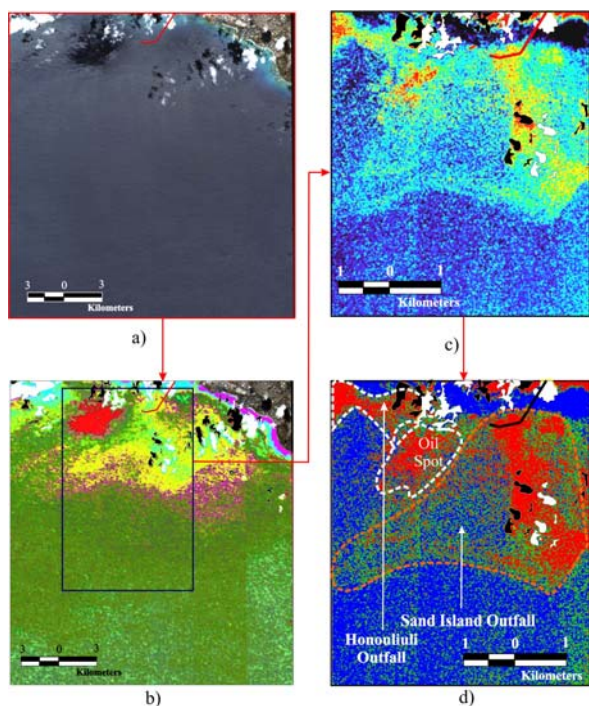 3 0 3
Kilometers
a)
1 0 1
Kilometers
c)
3 0 3
Kilometers
b)
Oil
Spot
Sand Island Outfall
Honouliuli
Outfall
1 0 1
Kilometers
d)